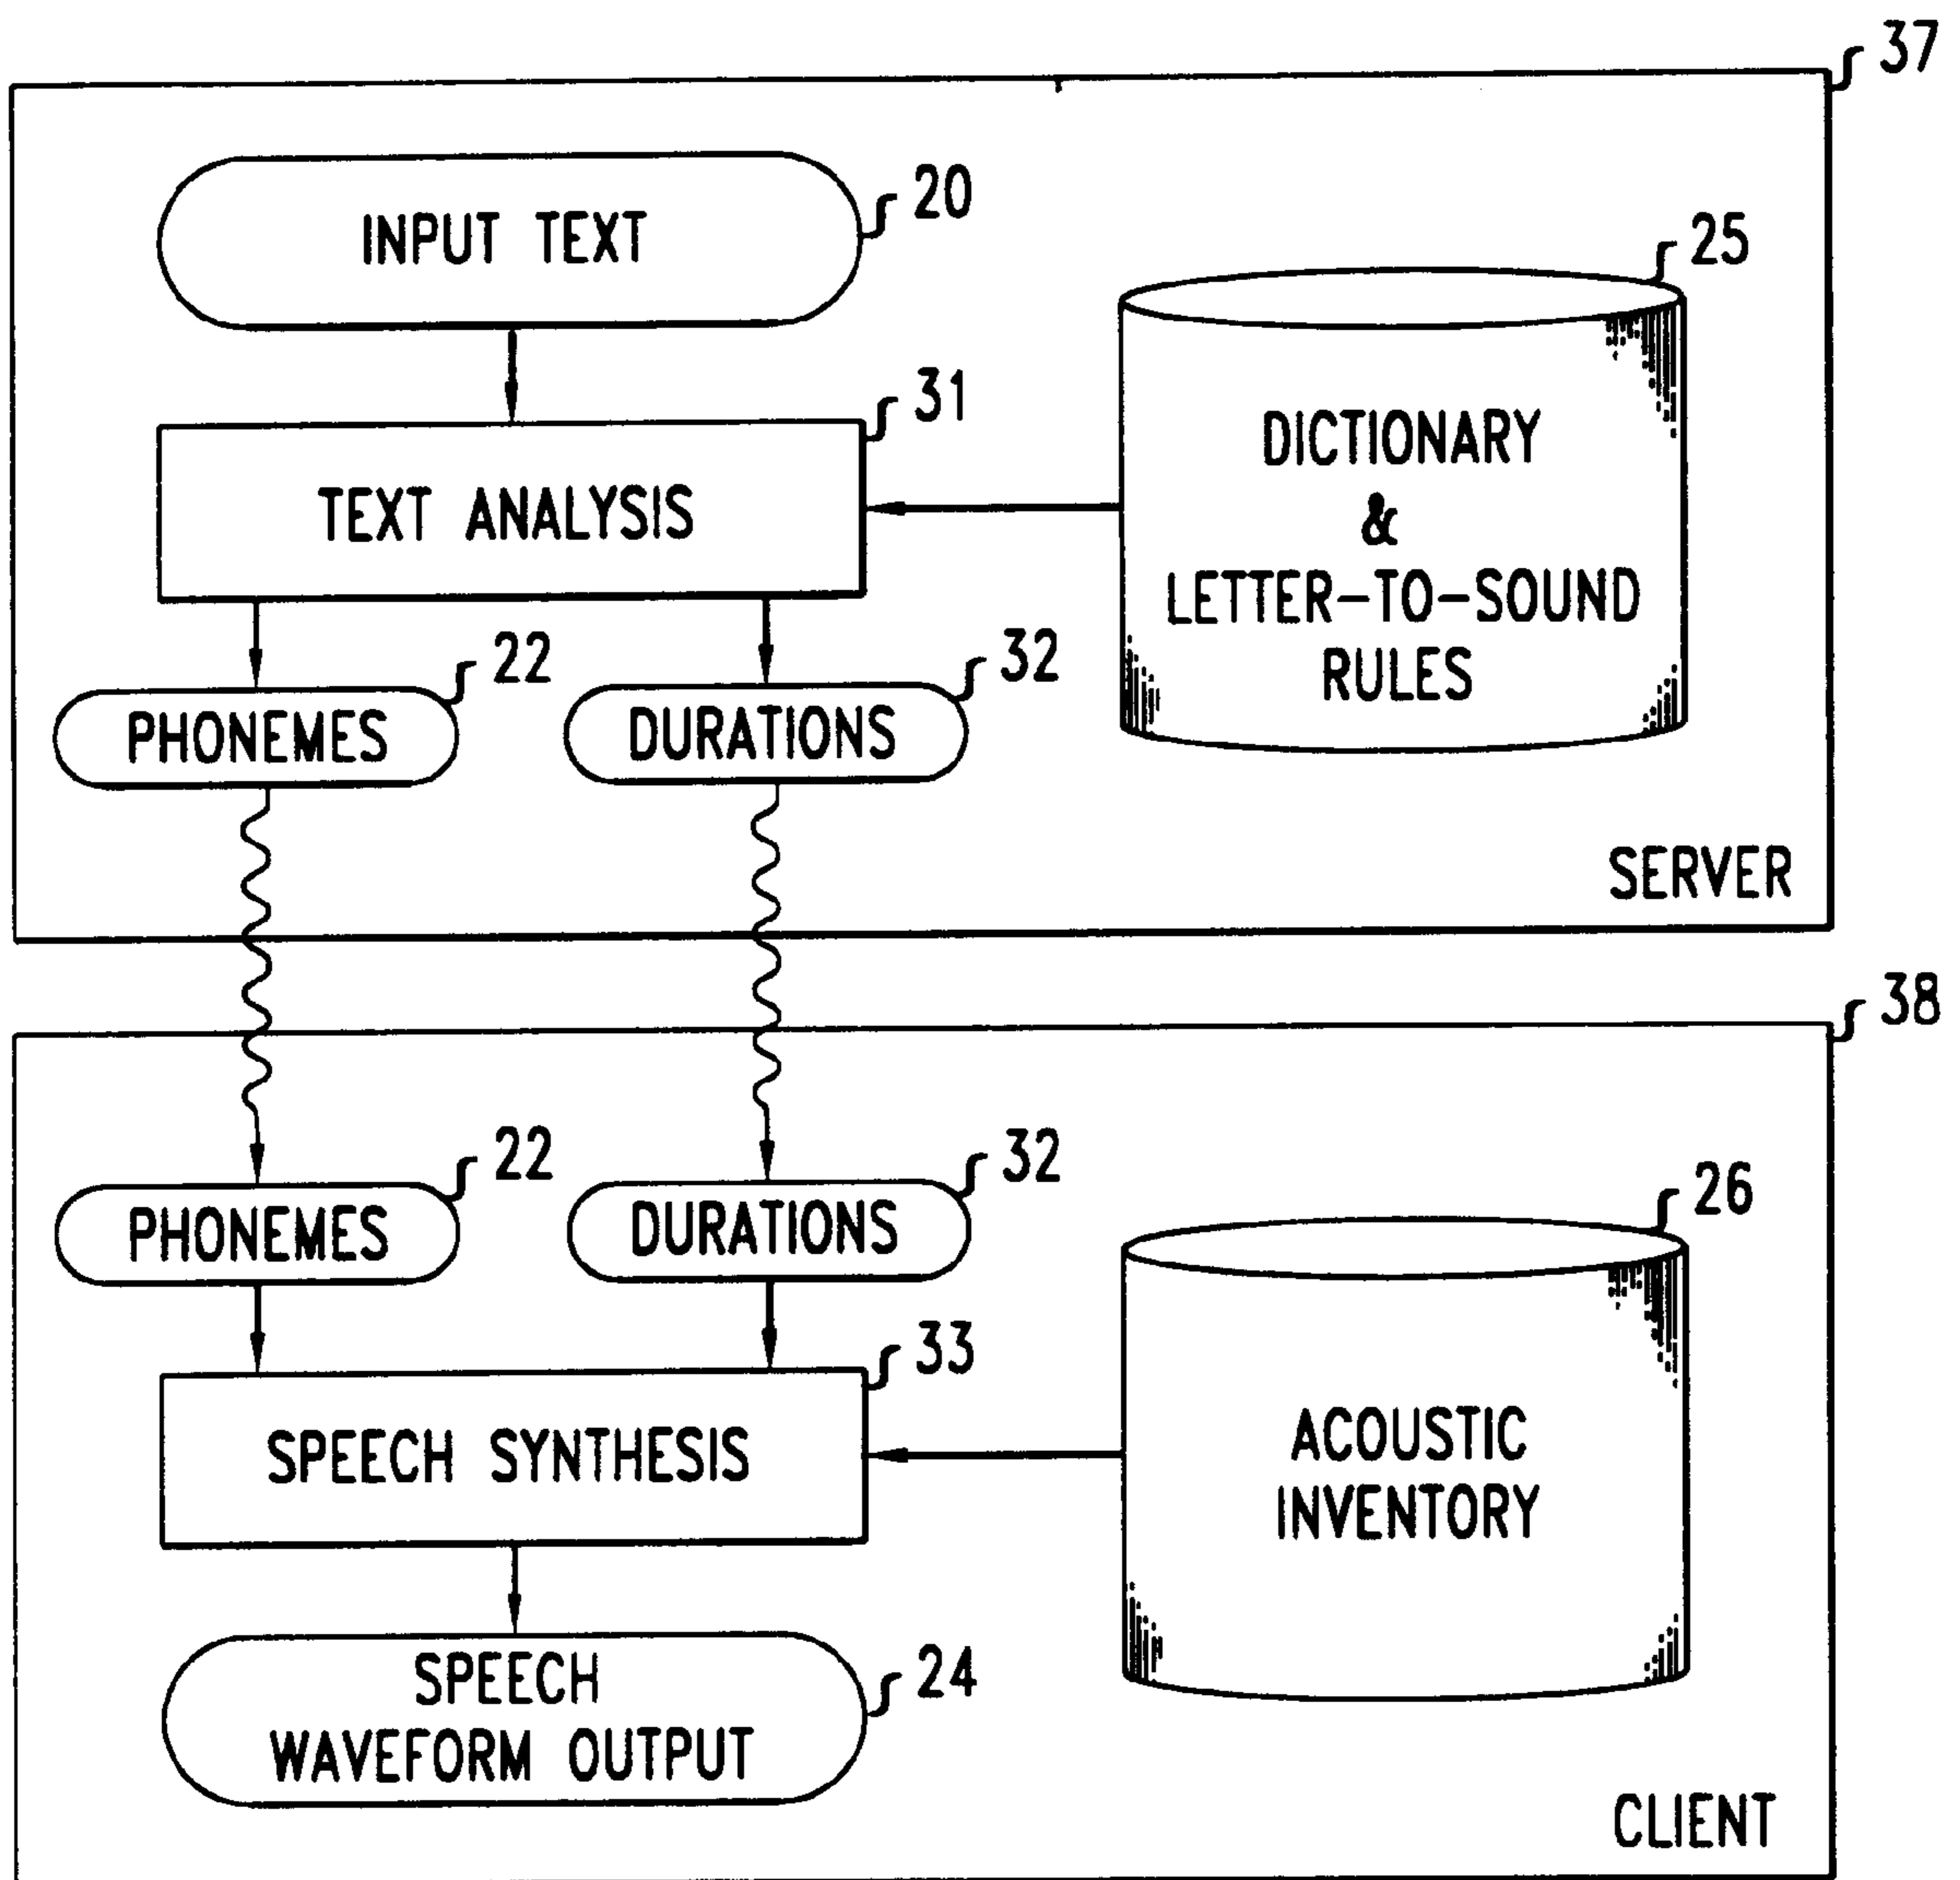 37
INPUT TEXT
20
25
31
TEXT ANALYSIS
DICTIONARY
&
LETTER-TO-SOUND
RULES
22
32
PHONEMES
DURATIONS
SERVER
38
22
32
PHONEMES
DURATIONS
26
33
SPEECH SYNTHESIS
ACOUSTIC
INVENTORY
SPEECH
WAVEFORM OUTPUT
24
CLIENT